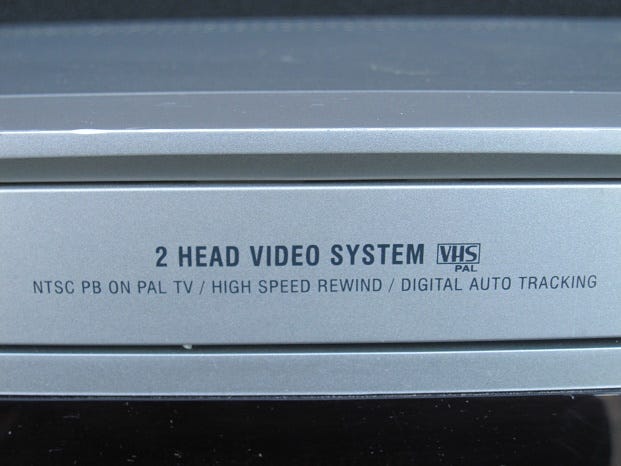 2 HEAD VIDEO SYSTEM VHS
PAL
NTSC PB ON PAL TV / HIGH SPEED REWIND / DIGITAL AUTO TRACKING